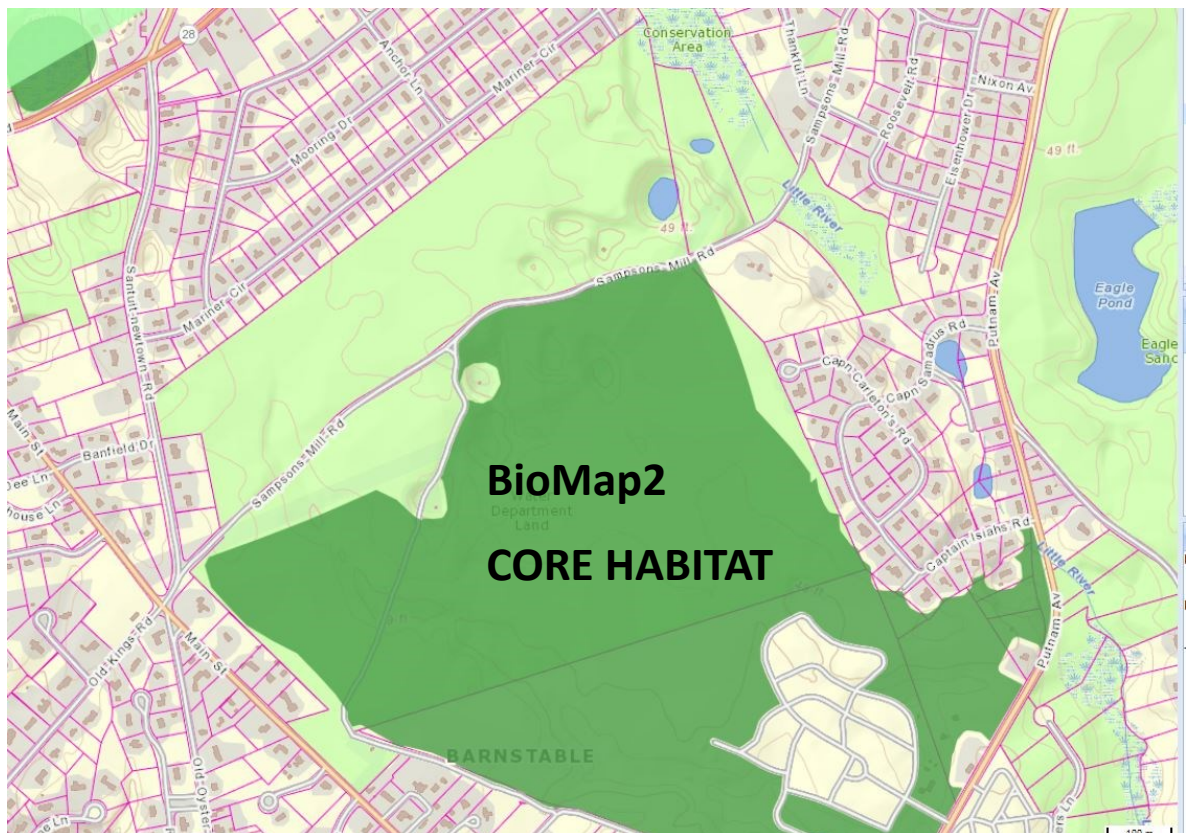 28
Conservation
Area
Thankful Ln
Sampsons Mill Rd
Roosevelt Rd
Nixon Av
Eisenhower Dr
Anchor Ln
Mariner Cir
Mooring Dr
49 ft.
Little River
49 ft.
Sampsons Mill Rd
Putnam Av
Eagle
Pond
Eagle
Sanc
Santuit-newtown Rd
Mariner Cir
Capn Samadrus Rd
Capn Carleton's Rd
Main St
Banfield Dr
Sampsons Mill Rd
BioMap2
Department
Land
CORE HABITAT
Captain Isiahs Rd
Little River
Old Kings Rd
Main St
Putnam Av
BARNSTABLE
Old Oyster